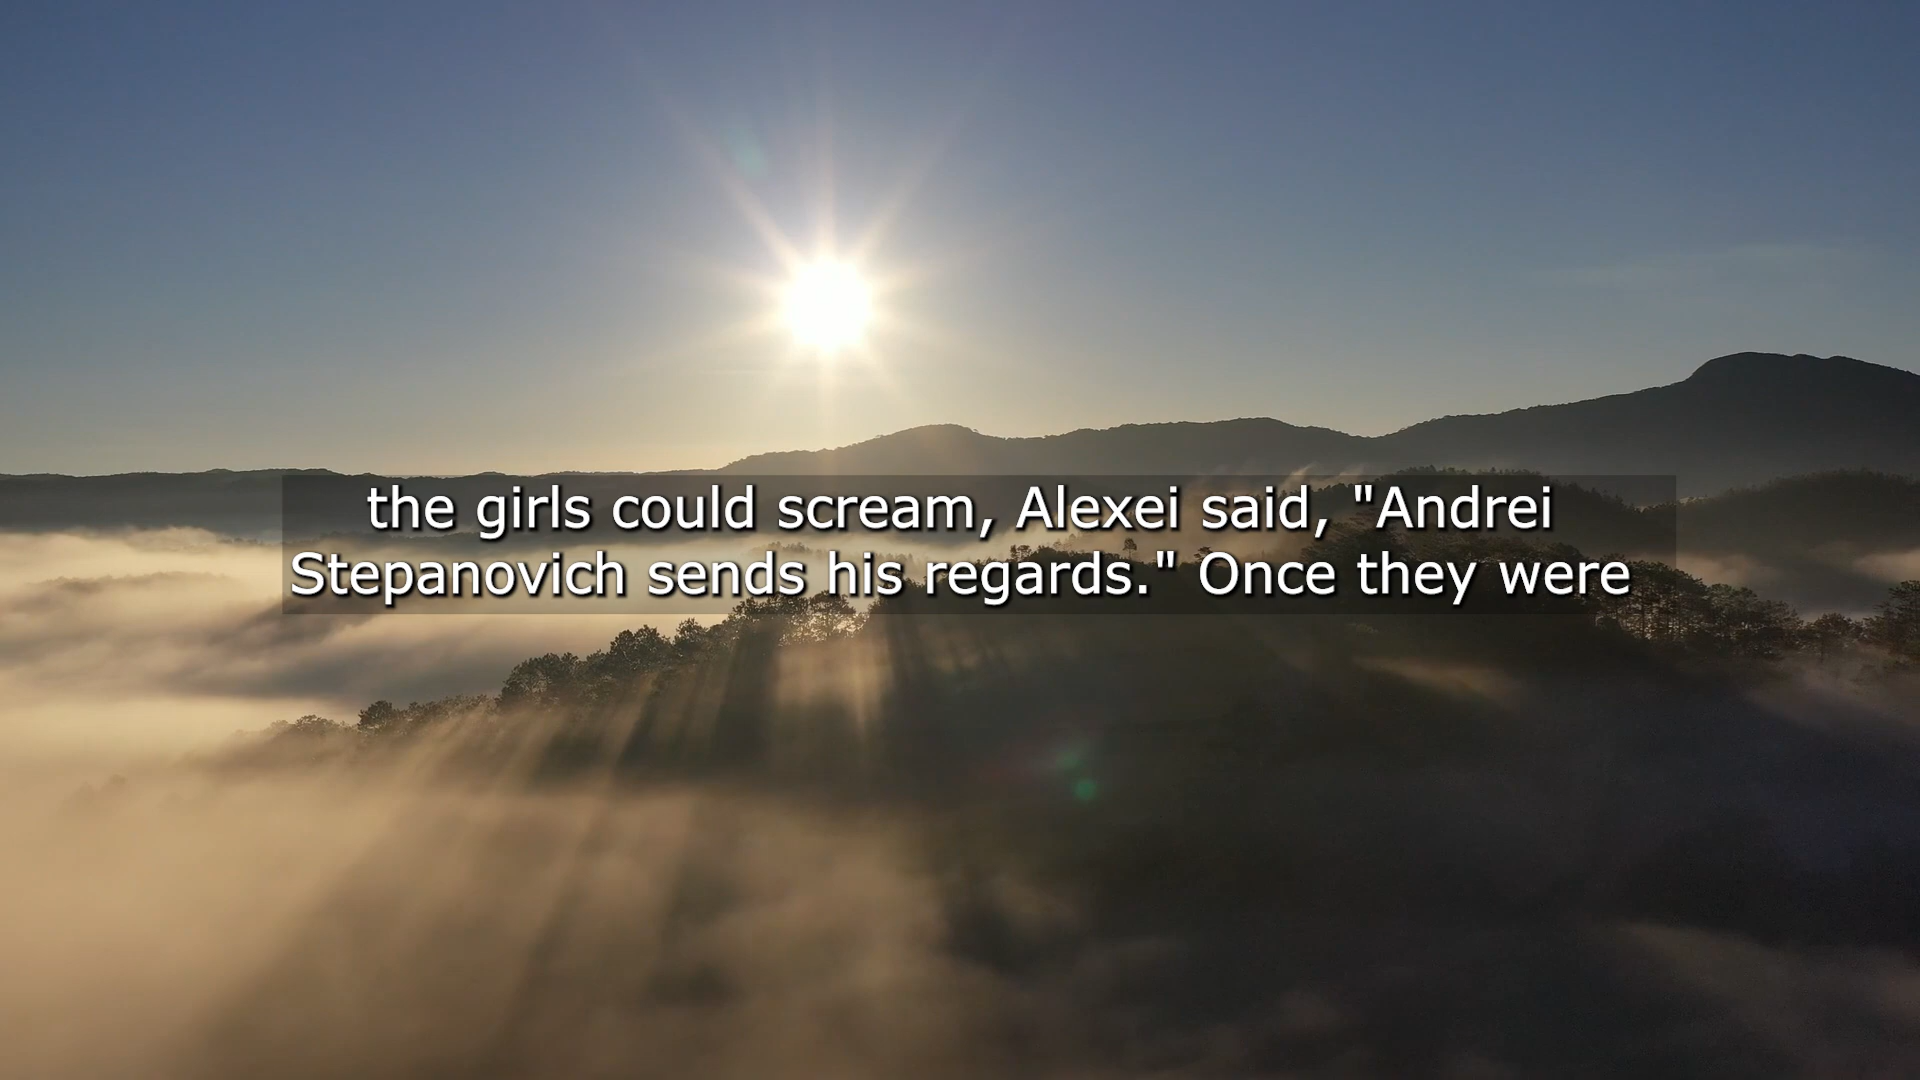 the girls could scream, Alexei said, "Andrei
Stepanovich sends his regards." Once they were